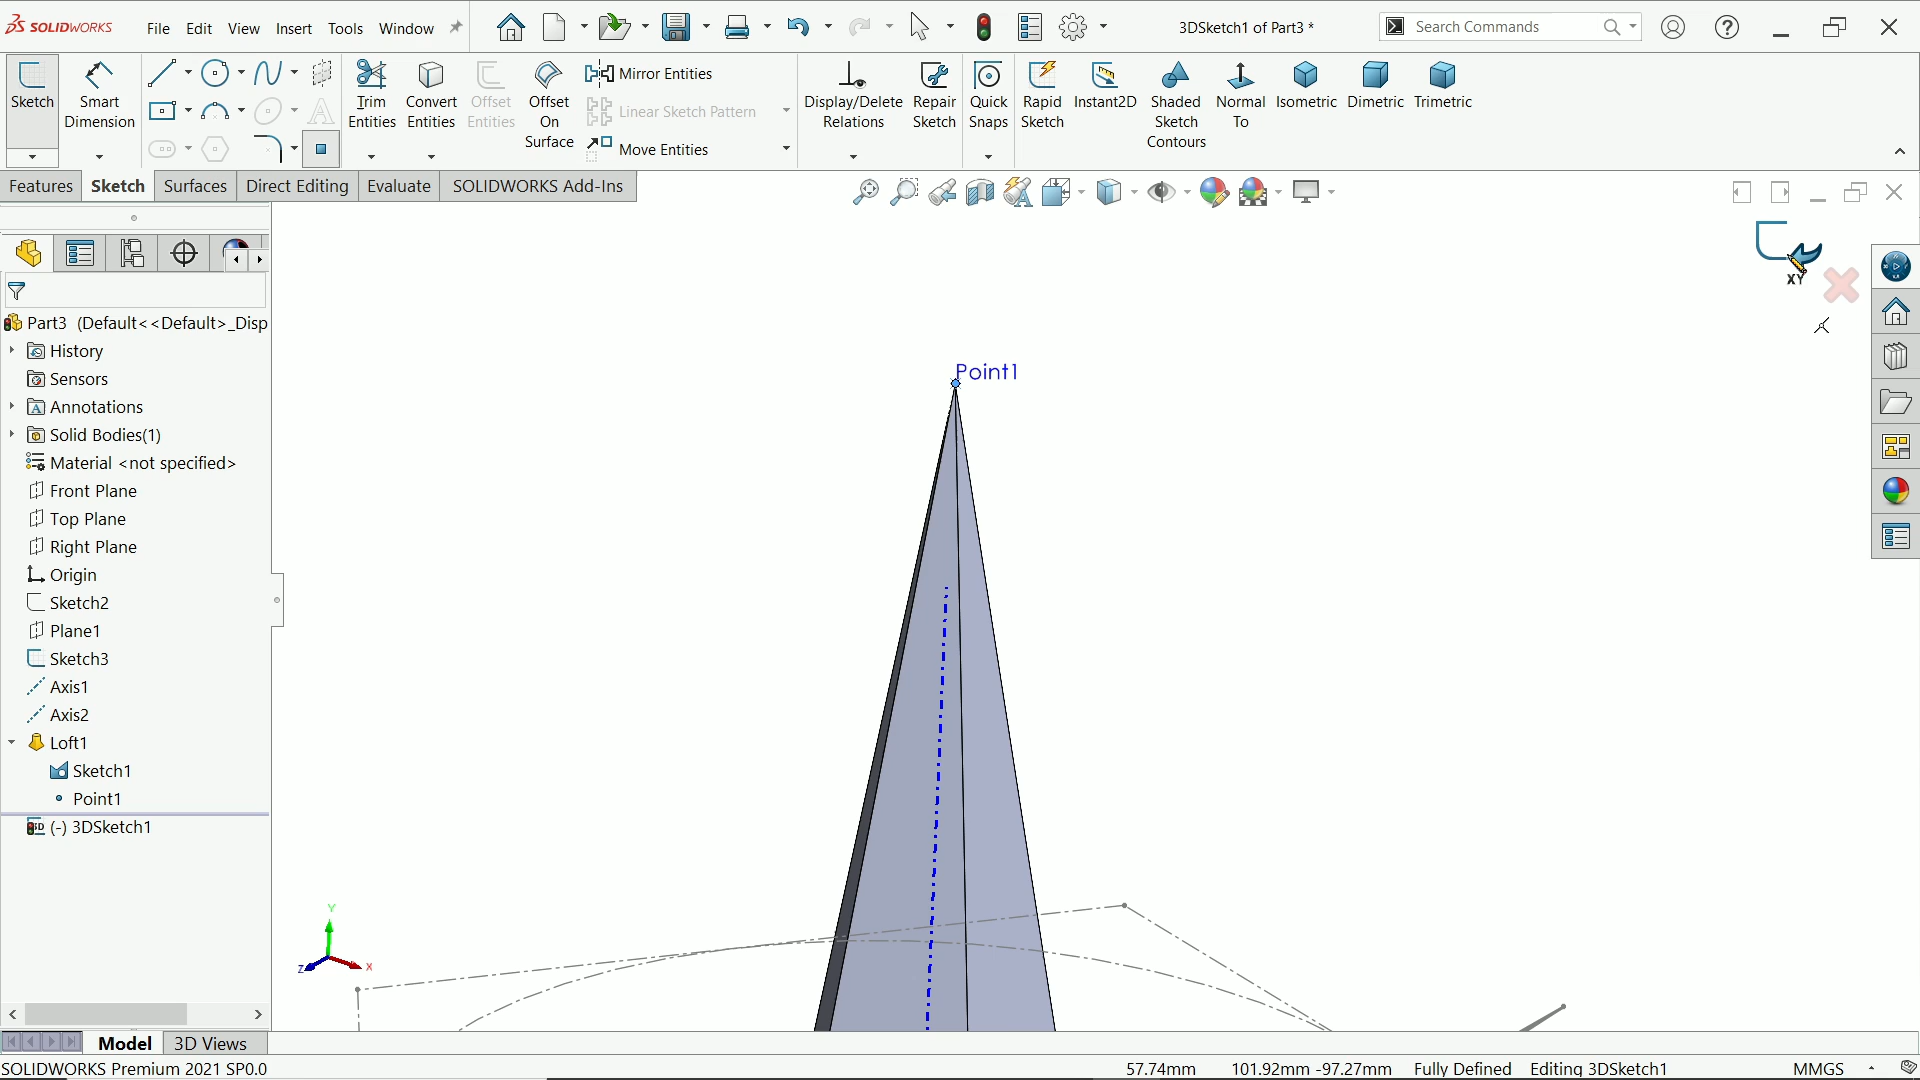 SOLIDWORKS
File Edit View Insert Tools Window
3DSketch1 of Part3 *
Search Commands
Sketch
Smart Dimension
Trim Entities
Convert Entities
Offset Entities
Offset On Surface
Mirror Entities
Linear Sketch Pattern
Move Entities
Display/Delete Relations
Repair Sketch
Quick Snaps
Rapid Sketch
Instant2D
Shaded Sketch Contours
Normal To
Isometric
Dimetric
Trimetric
Features Sketch Surfaces Direct Editing Evaluate SOLIDWORKS Add-Ins
XY
Part3 (Default<<Default>_Disp
History
Sensors
Annotations
Solid Bodies(1)
Material <not specified>
Front Plane
Top Plane
Right Plane
Origin
Sketch2
Plane1
Sketch3
Axis1
Axis2
Loft1
Sketch1
Point1
3D (-) 3DSketch1
Point1
Y
Z
X
Model 3D Views
SOLIDWORKS Premium 2021 SP0.0
57.74mm 101.92mm -97.27mm Fully Defined Editing 3DSketch1 MMGS